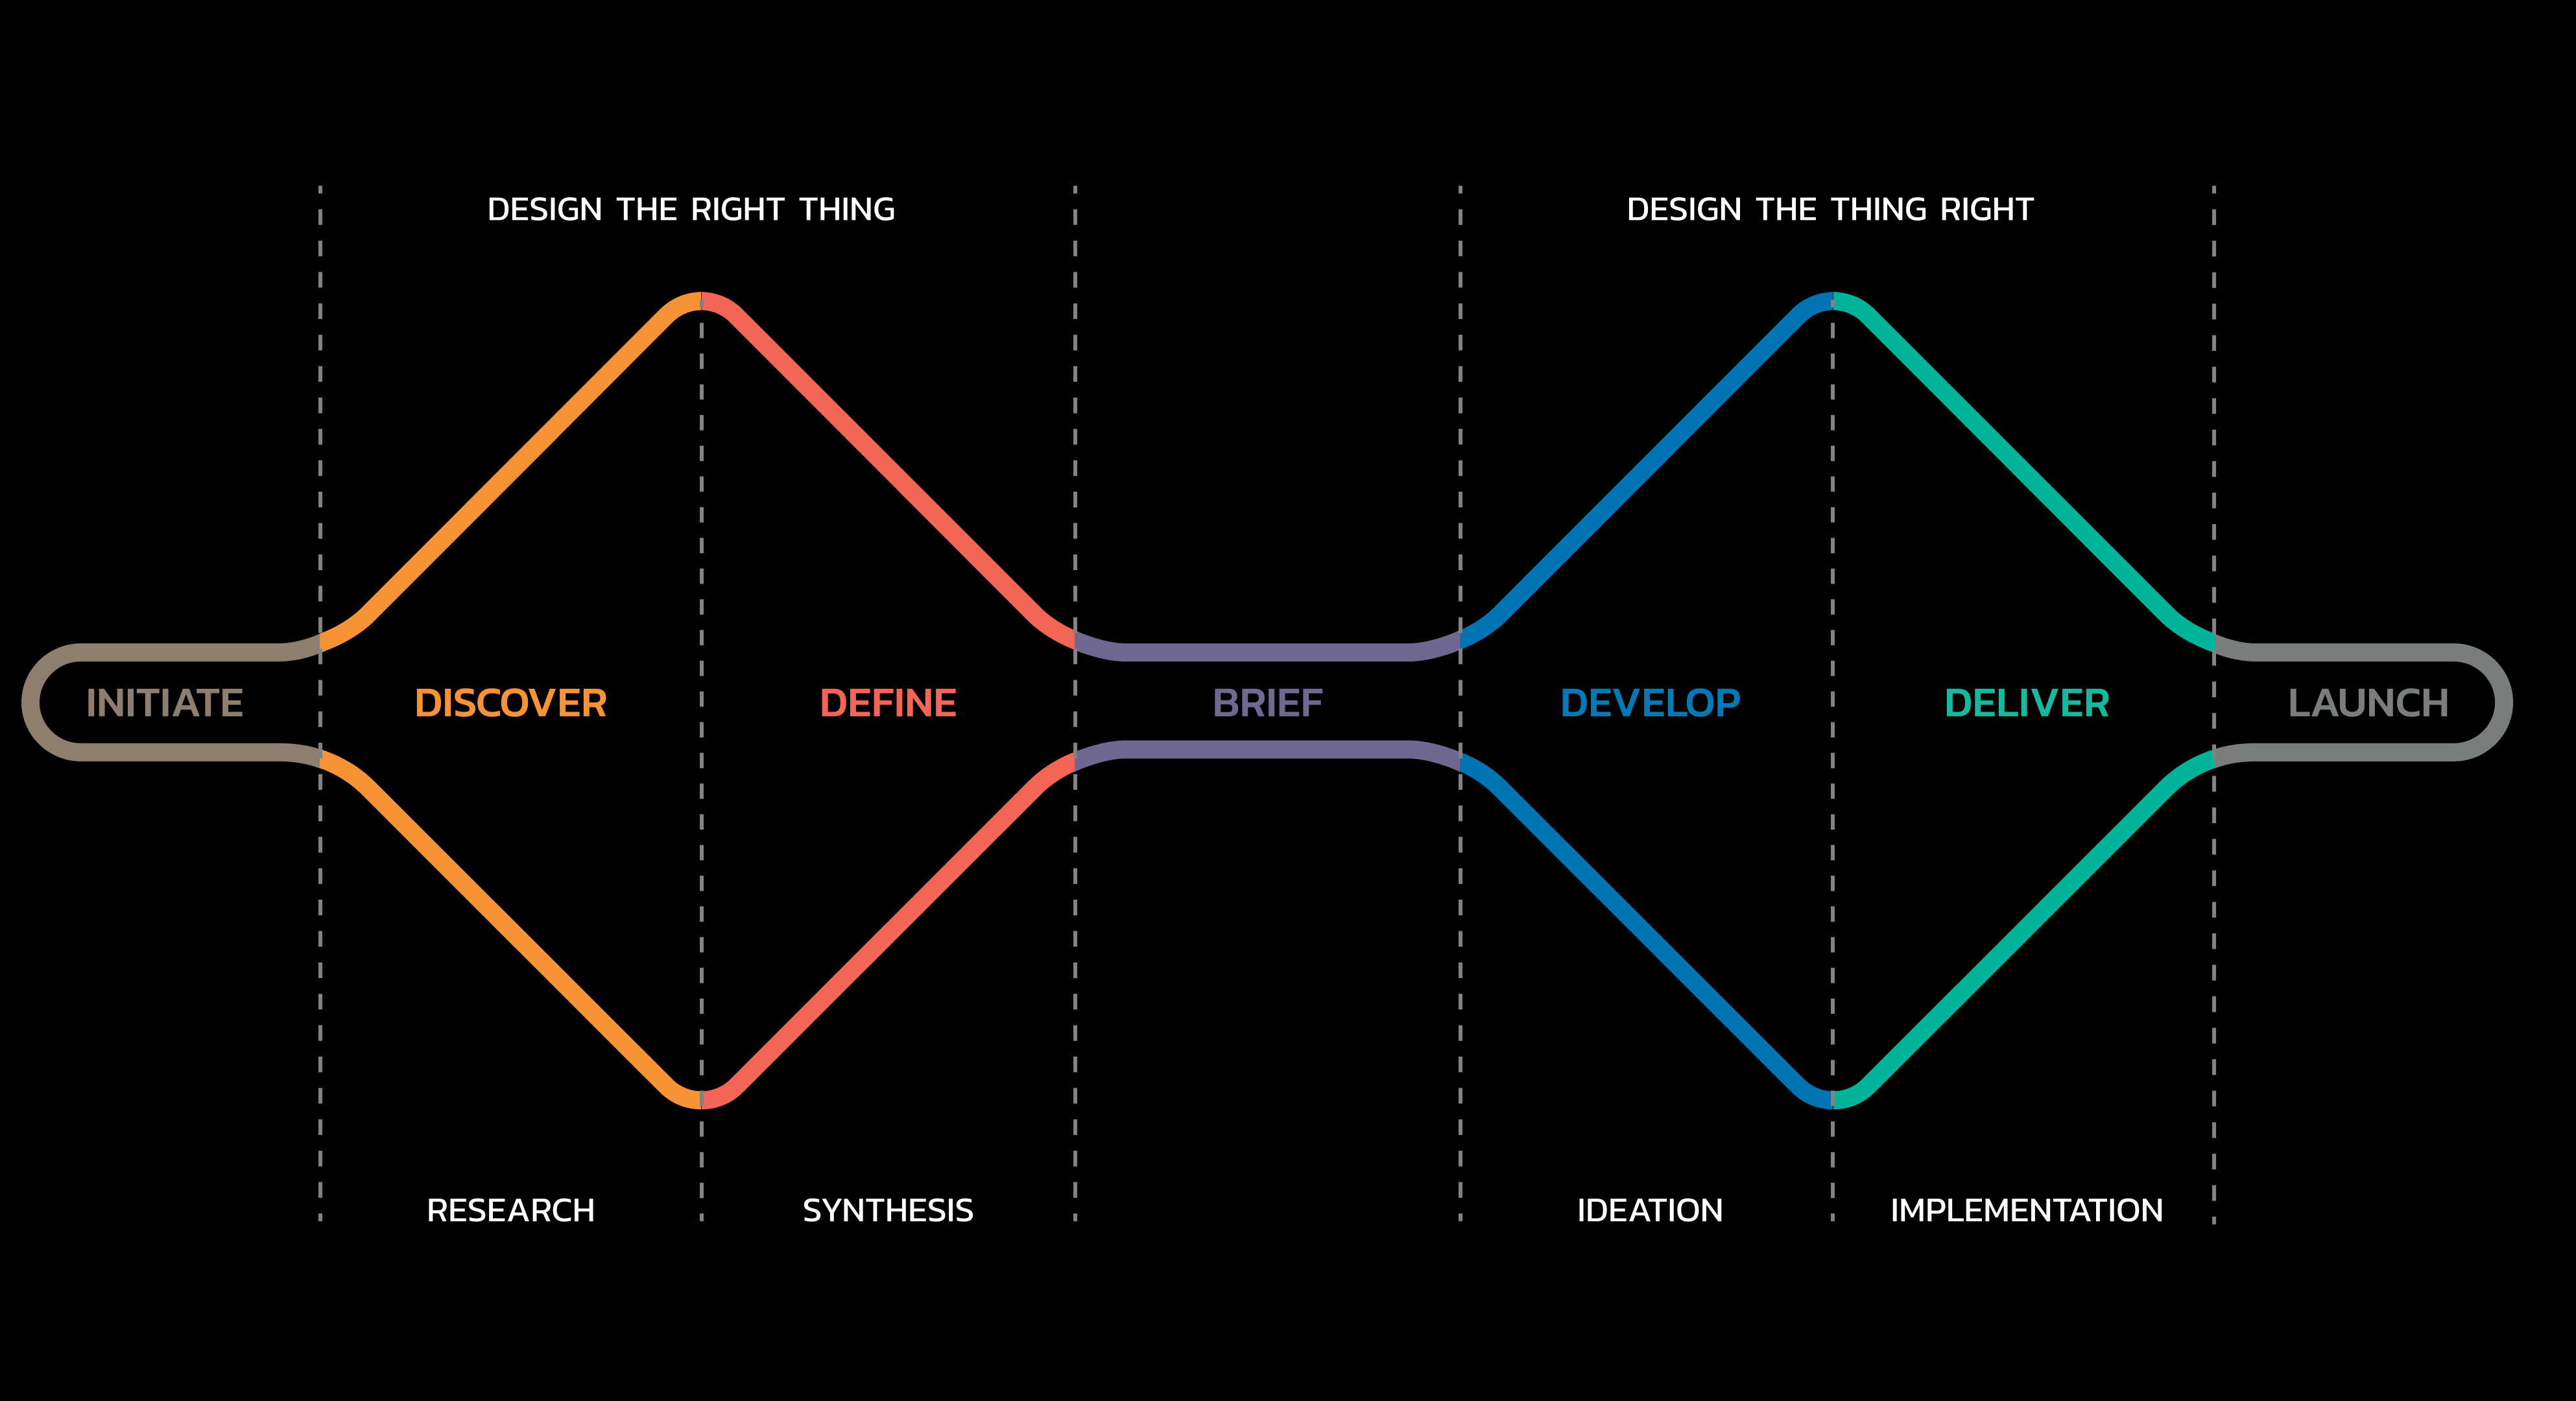 DESIGN THE RIGHT THING
DESIGN THE THING RIGHT
INITIATE
DISCOVER
DEFINE
BRIEF
DEVELOP
DELIVER
LAUNCH
RESEARCH
SYNTHESIS
IDEATION
IMPLEMENTATION